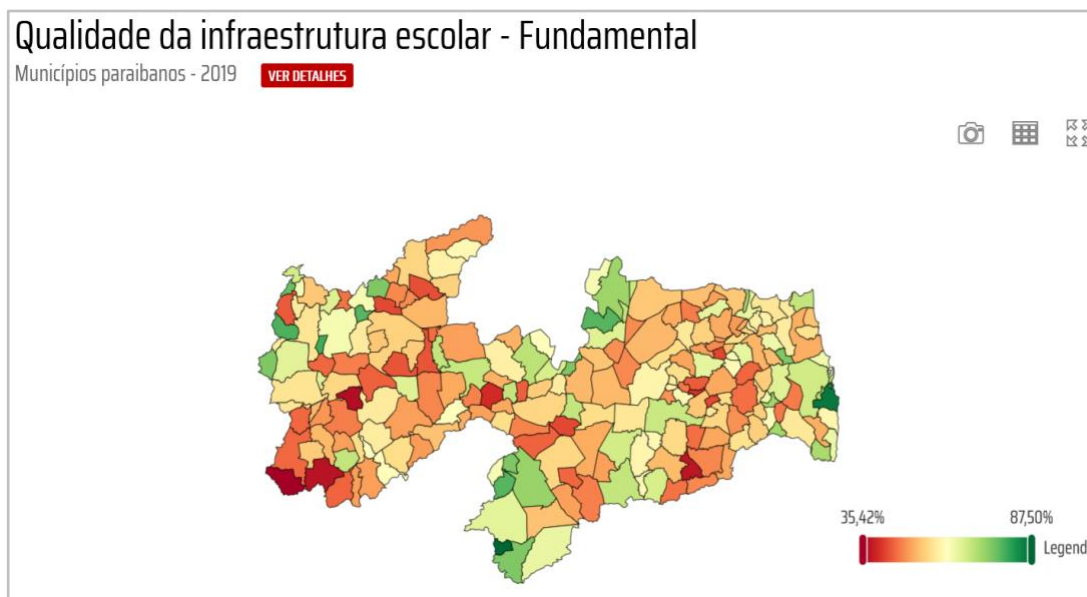 Qualidade da infraestrutura escolar - Fundamental
Municípios paraibanos - 2019 VER DETALHES
35,42% 87,50%
Legend